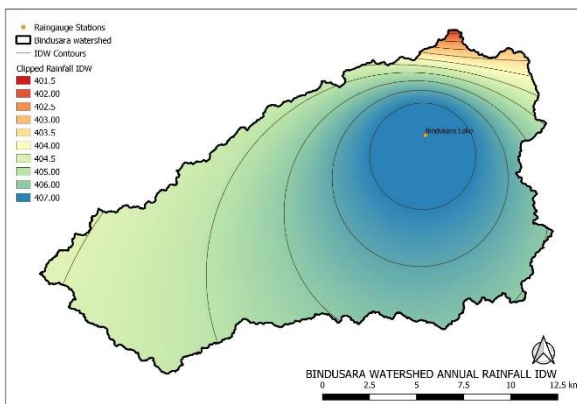 Raingauge Stations
Bindusara watershed
IDW Contours
Clipped Rainfall IDW
401.5
402.00
402.5
403.00
403.5
404.00
404.5
405.00
406.00
407.00
Bindusara Lake
BINDUSARA WATERSHED ANNUAL RAINFALL IDW
0 2.5 5 7.5 10 12.5 km